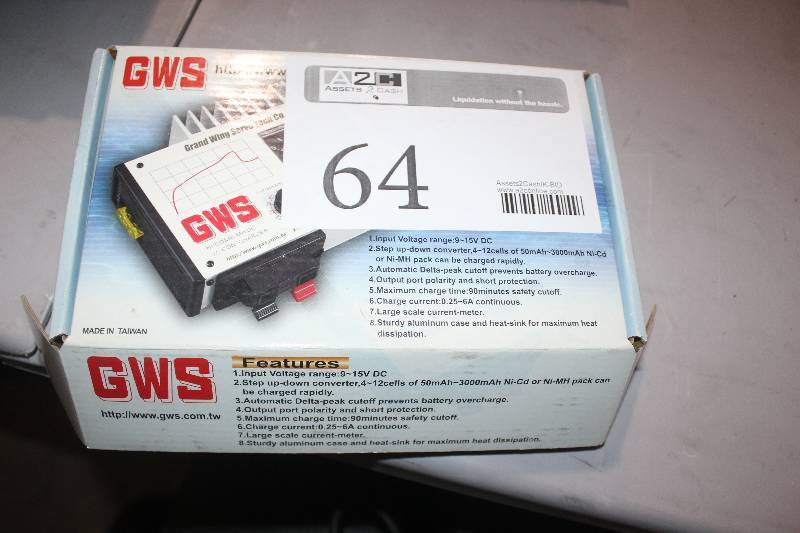 GWS
A2C
ASSETS 2 CASH
Liquidation without the hassle.
64
www.a2conline.com
Grand Wing Servo
GWS
1.Input Voltage range:9~15V DC
2.Step up-down converter,4~12cells of 50mAh~3000mAh Ni-Cd
or Ni-MH pack can be charged rapidly.
3.Automatic Delta-peak cutoff prevents battery overcharge.
4.Output port polarity and short protection.
5.Maximum charge time:90minutes safety cutoff.
6.Charge current:0.25~6A continuous.
7.Large scale current-meter.
8.Sturdy aluminum case and heat-sink for maximum heat
dissipation.
MADE IN TAIWAN
GWS
http://www.gws.com.tw
Features
1.Input Voltage range:9~15V DC
2.Step up-down converter,4~12cells of 50mAh~3000mAh Ni-Cd or Ni-MH pack can
be charged rapidly.
3.Automatic Delta-peak cutoff prevents battery overcharge.
4.Output port polarity and short protection.
5.Maximum charge time:90minutes safety cutoff.
6.Charge current:0.25~6A continuous.
7.Large scale current-meter.
8.Sturdy aluminum case and heat-sink for maximum heat dissipation.